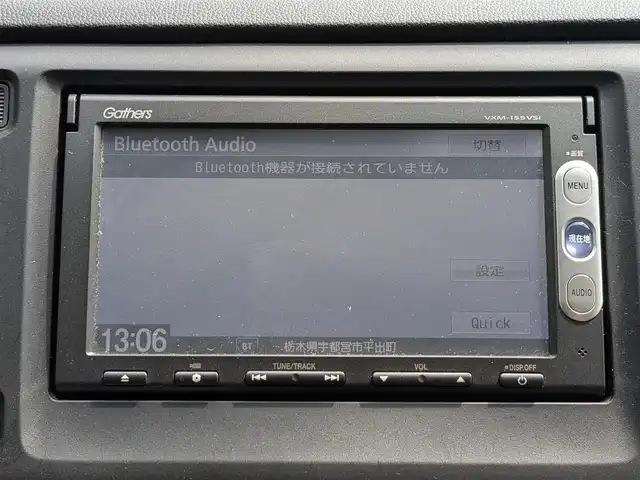 Gathers
VXM-155VSi
Bluetooth Audio
切替
Bluetooth機器が接続されていません
画質
MENU
現在地
設定
AUDIO
Quick
13:06
BT
栃木県宇都宮市平出町
TUNE/TRACK
VOL
DISP.OFF